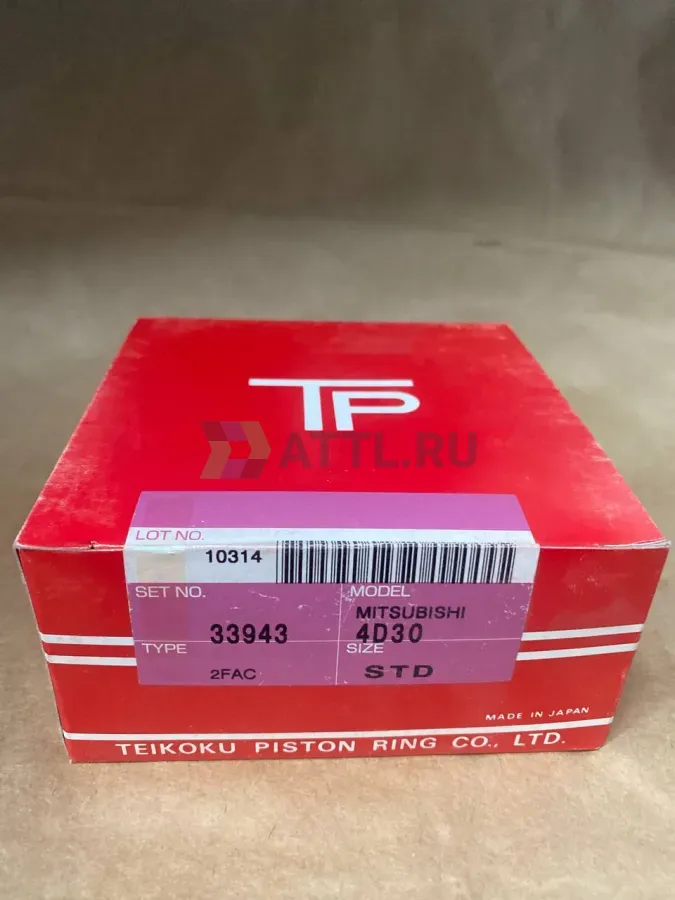 TP
ATTL.RU
LOT NO.
10314
SET NO.
33943
MODEL
MITSUBISHI
4D30
TYPE
2FAC
SIZE
STD
MADE IN JAPAN
TEIKOKU PISTON RING CO., LTD.